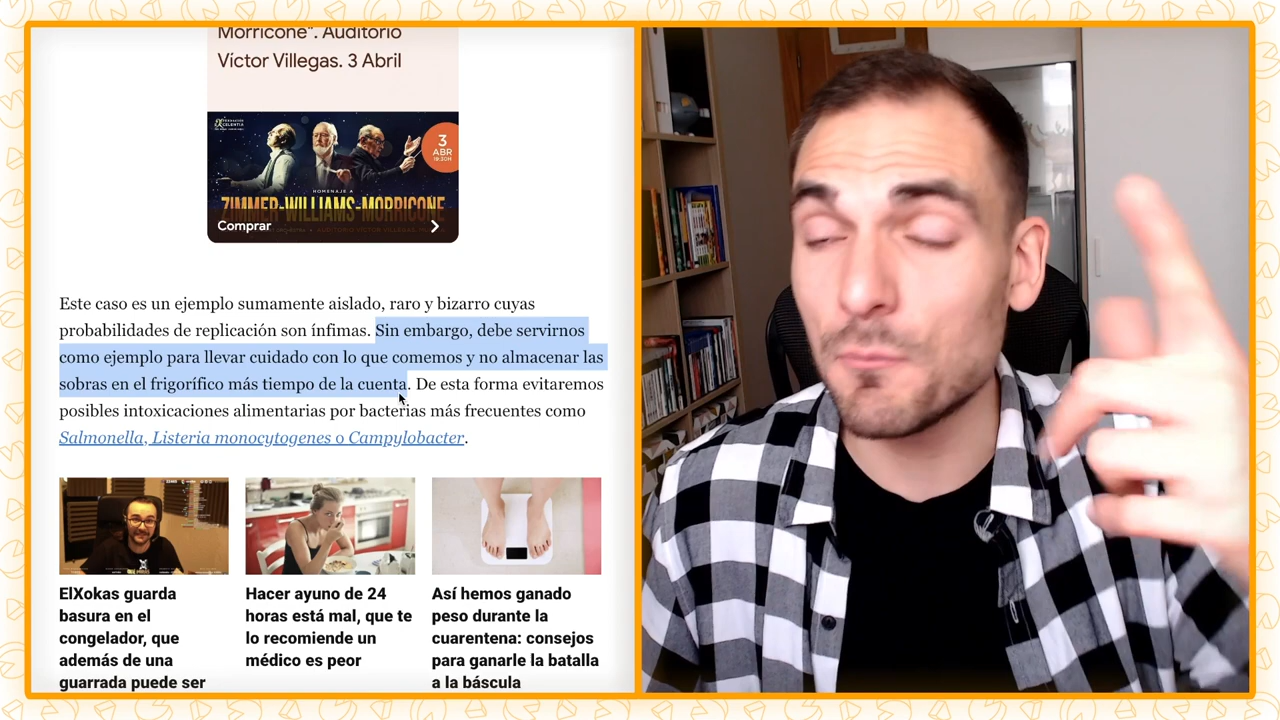 Morricone". Auditorio
Víctor Villegas. 3 Abril
3
ABR
19.30H
HOMENAJE A
ZIMMER-WILLIAMS-MORRICONE
Comprar
Este caso es un ejemplo sumamente aislado, raro y bizarro cuyas
probabilidades de replicación son ínfimas. Sin embargo, debe servirnos
como ejemplo para llevar cuidado con lo que comemos y no almacenar las
sobras en el frigorífico más tiempo de la cuenta. De esta forma evitaremos
posibles intoxicaciones alimentarias por bacterias más frecuentes como
Salmonella, Listeria monocytogenes o Campylobacter.
ElXokas guarda
basura en el
congelador, que
además de una
guarrada puede ser
Hacer ayuno de 24
horas está mal, que te
lo recomiende un
médico es peor
Así hemos ganado
peso durante la
cuarentena: consejos
para ganarle la batalla
a la báscula